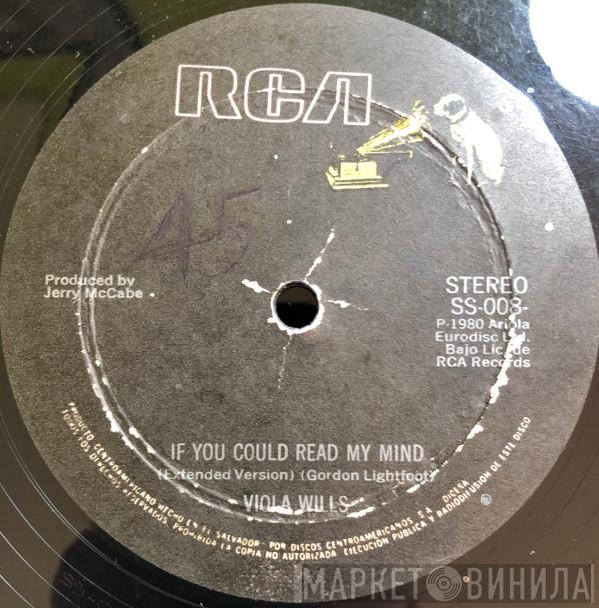 RCA
45
Produced by
Jerry McCabe
STEREO
SS-008-
P-1980 Ariola
Eurodisc Ltd.
Bajo Lic. de
RCA Records
IF YOU COULD READ MY MIND
(Extended Version) (Gordon Lightfoot)
VIOLA WILLS
PRODUCTO CENTROAMERICANO HECHO EN EL SALVADOR - POR DISCOS CENTROAMERICANOS, S.A. DICESA
TODOS LOS DERECHOS RESERVADOS, PROHIBIDA LA COPIA NO AUTORIZADA EJECUCION PUBLICA Y RADIODIFUSION DE ESTE DISCO
МАРКЕТ ВИНИЛА